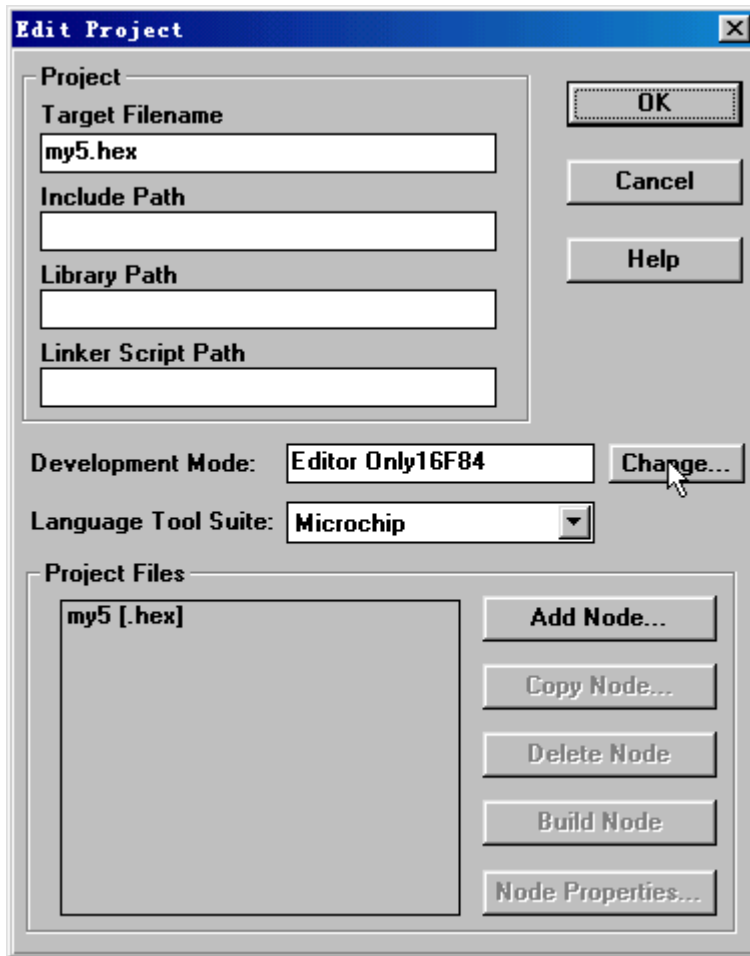 Edit Project
Project
Target Filename
my5.hex
Include Path
Library Path
Linker Script Path
OK
Cancel
Help
Development Mode: Editor Only16F84 Change...
Language Tool Suite: Microchip
Project Files
my5 [.hex]
Add Node...
Copy Node...
Delete Node
Build Node
Node Properties...